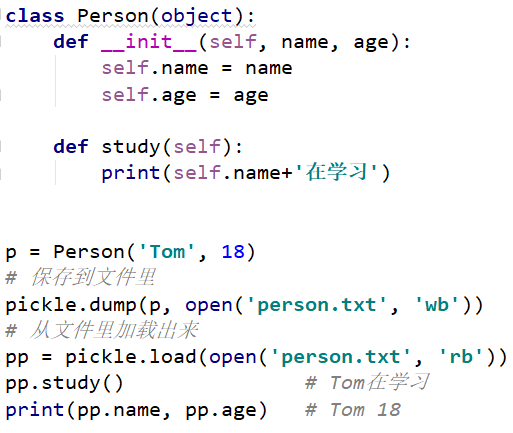 class Person(object):
    def __init__(self, name, age):
        self.name = name
        self.age = age
    def study(self):
        print(self.name+'在学习')
p = Person('Tom', 18)
# 保存到文件里
pickle.dump(p, open('person.txt', 'wb'))
# 从文件里加载出来
pp = pickle.load(open('person.txt', 'rb'))
pp.study()               # Tom在学习
print(pp.name, pp.age)   # Tom 18